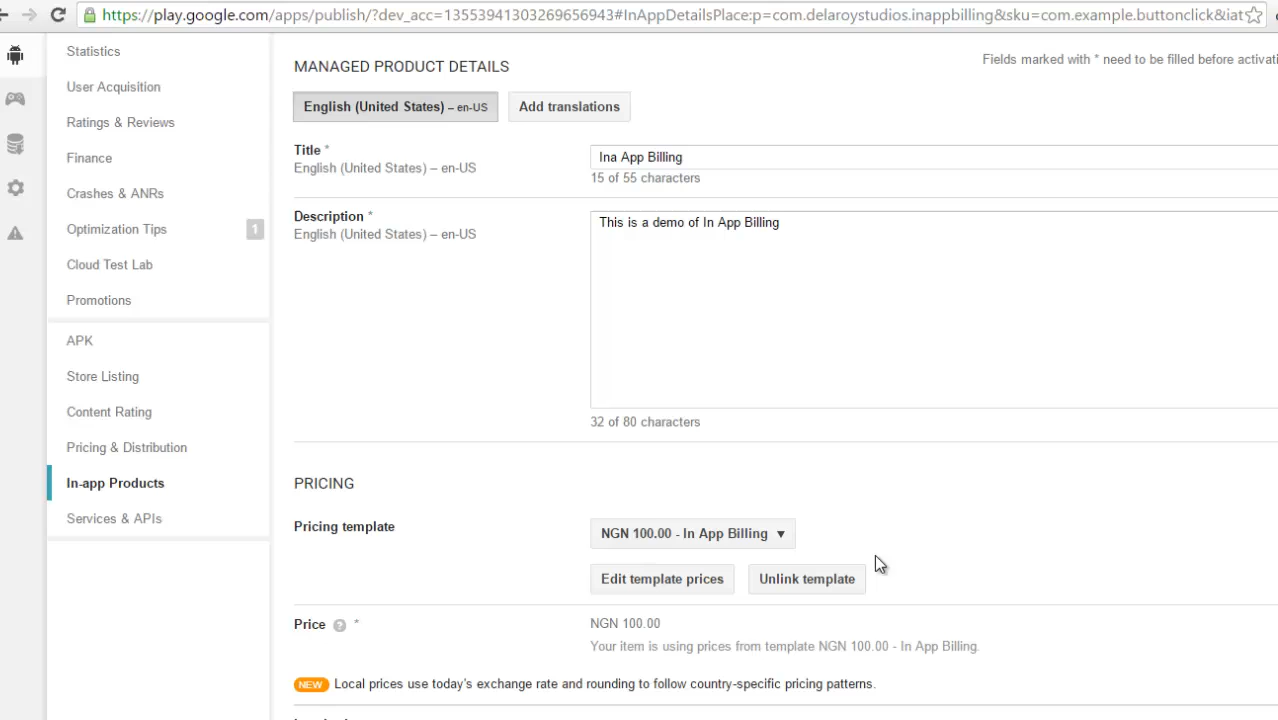 https://play.google.com/apps/publish/?dev_acc=13553941303269656943#InAppDetailsPlace:p=com.delaroystudios.inappbilling&sku=com.example.buttonclick&iat
Statistics
User Acquisition
Ratings & Reviews
Finance
Crashes & ANRs
Optimization Tips 1
Cloud Test Lab
Promotions
APK
Store Listing
Content Rating
Pricing & Distribution
In-app Products
Services & APIs
MANAGED PRODUCT DETAILS
Fields marked with * need to be filled before activati
English (United States) – en-US Add translations
Title *
English (United States) – en-US
Ina App Billing
15 of 55 characters
Description *
English (United States) – en-US
This is a demo of In App Billing
32 of 80 characters
PRICING
Pricing template
NGN 100.00 - In App Billing ▼
Edit template prices Unlink template
Price ? *
NGN 100.00
Your item is using prices from template NGN 100.00 - In App Billing.
NEW Local prices use today's exchange rate and rounding to follow country-specific pricing patterns.